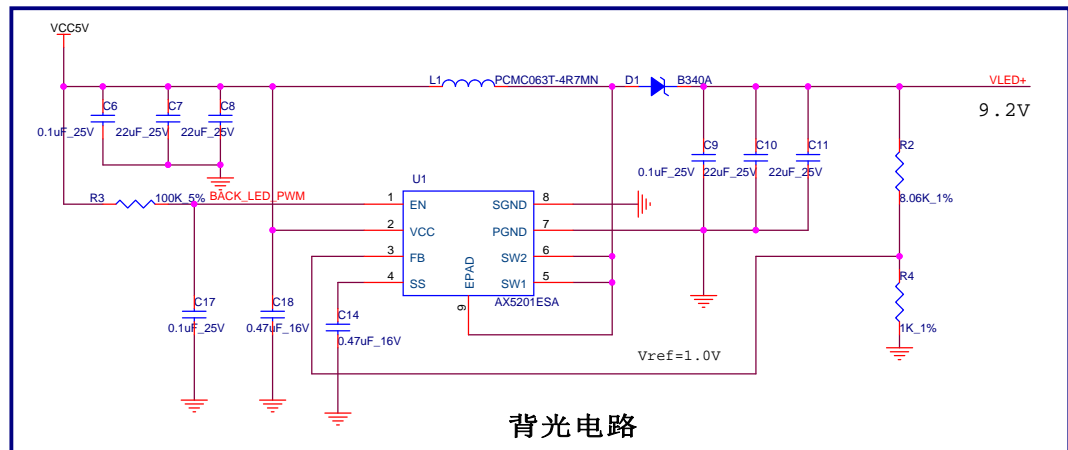 VCC5V
L1
PCMC063T-4R7MN
D1
B340A
VLED+
9.2V
C6
0.1uF_25V
C7
22uF_25V
C8
22uF_25V
C9
0.1uF_25V
C10
22uF_25V
C11
22uF_25V
R2
8.06K_1%
R3
100K_5%
BACK_LED_PWM
U1
1 EN
2 VCC
3 FB
4 SS
SGND 8
PGND 7
SW2 6
SW1 5
EPAD
9
AX5201ESA
R4
1K_1%
C17
0.1uF_25V
C18
0.47uF_16V
C14
0.47uF_16V
Vref=1.0V
背光电路